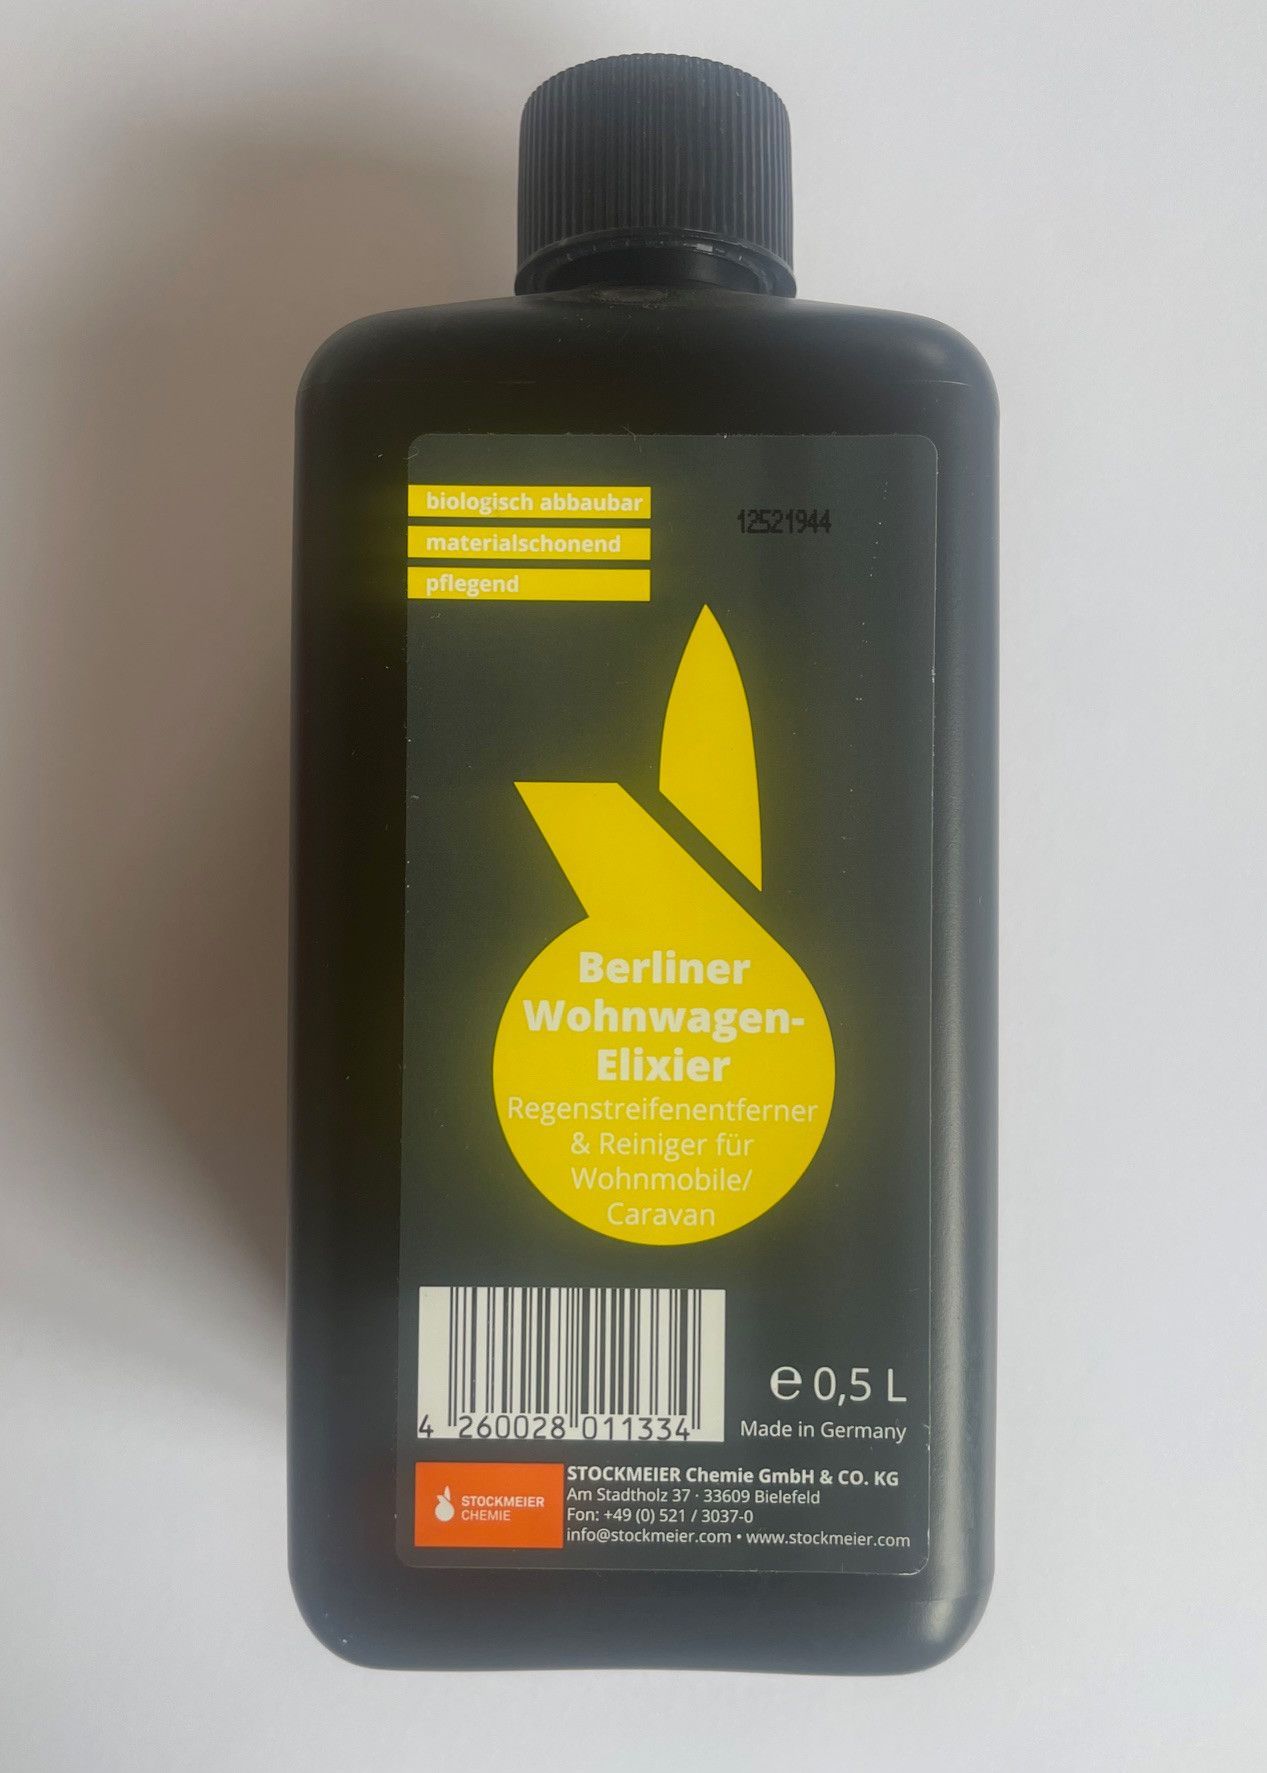 biologisch abbaubar
materialschonend
pflegend
12521944
Berliner
Wohnwagen-
Elixier
Regenstreifenentferner
& Reiniger für
Wohnmobile/
Caravan
4 260028 011334
℮ 0,5 L
Made in Germany
STOCKMEIER
CHEMIE
STOCKMEIER Chemie GmbH & CO. KG
Am Stadtholz 37 · 33609 Bielefeld
Fon: +49 (0) 521 / 3037-0
info@stockmeier.com • www.stockmeier.com